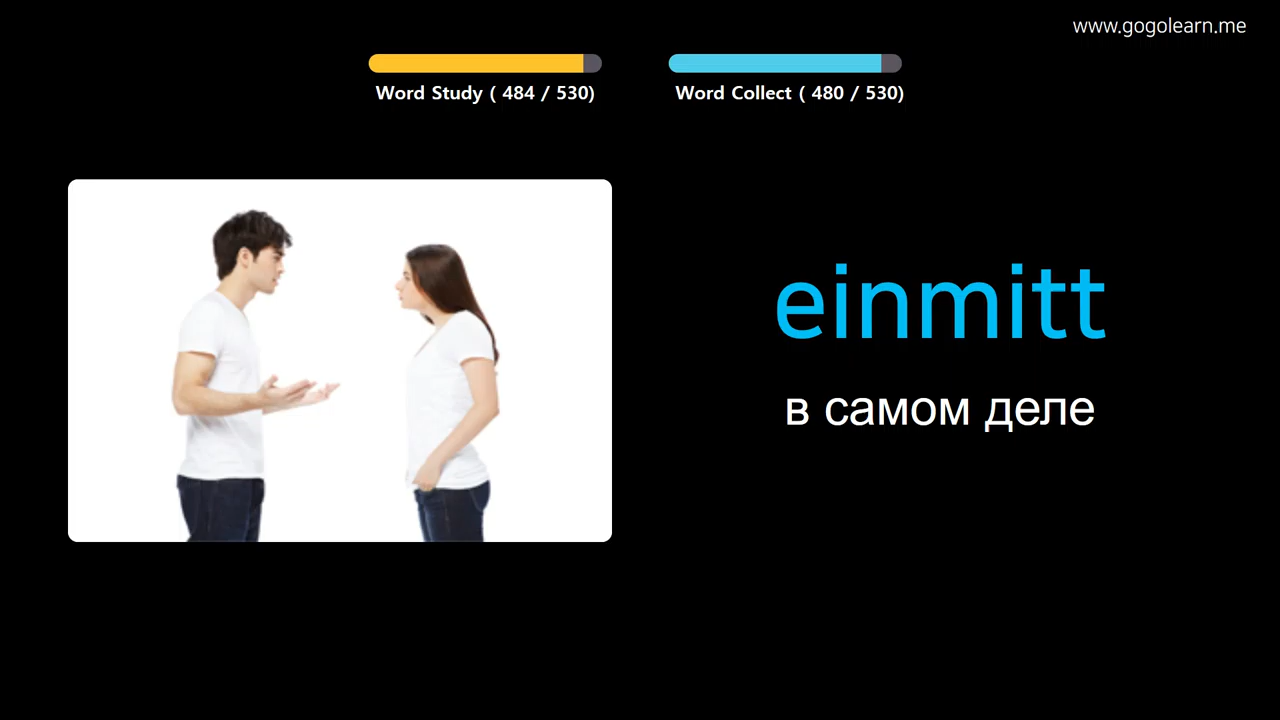 www.gogolearn.me
Word Study ( 484 / 530)
Word Collect ( 480 / 530)
einmitt
в самом деле